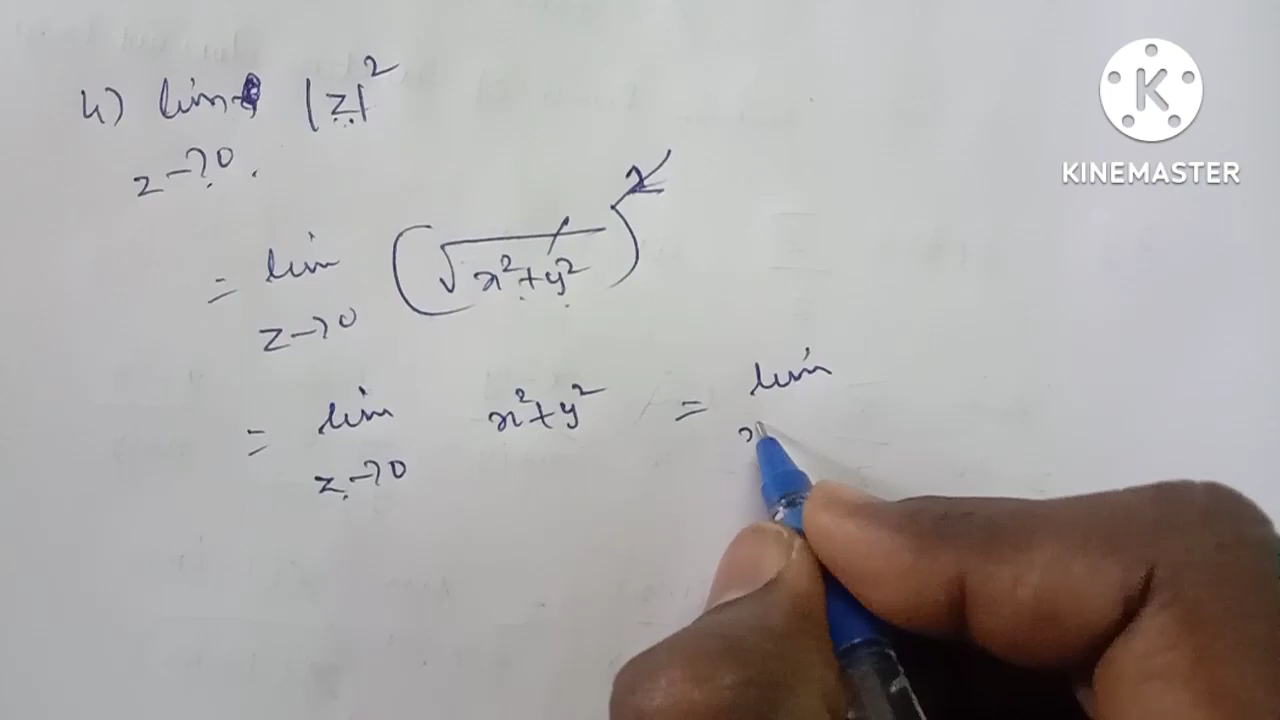 4) lim |z|²
z→0.
= lim (√x²+y²)²
z→0
= lim x²+y² = lim
z→0
K
KINEMASTER